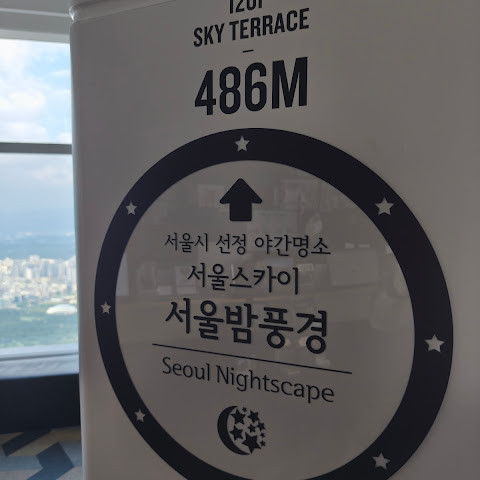 120F
SKY TERRACE
486M
서울시 선정 야간명소
서울스카이
서울밤풍경
Seoul Nightscape